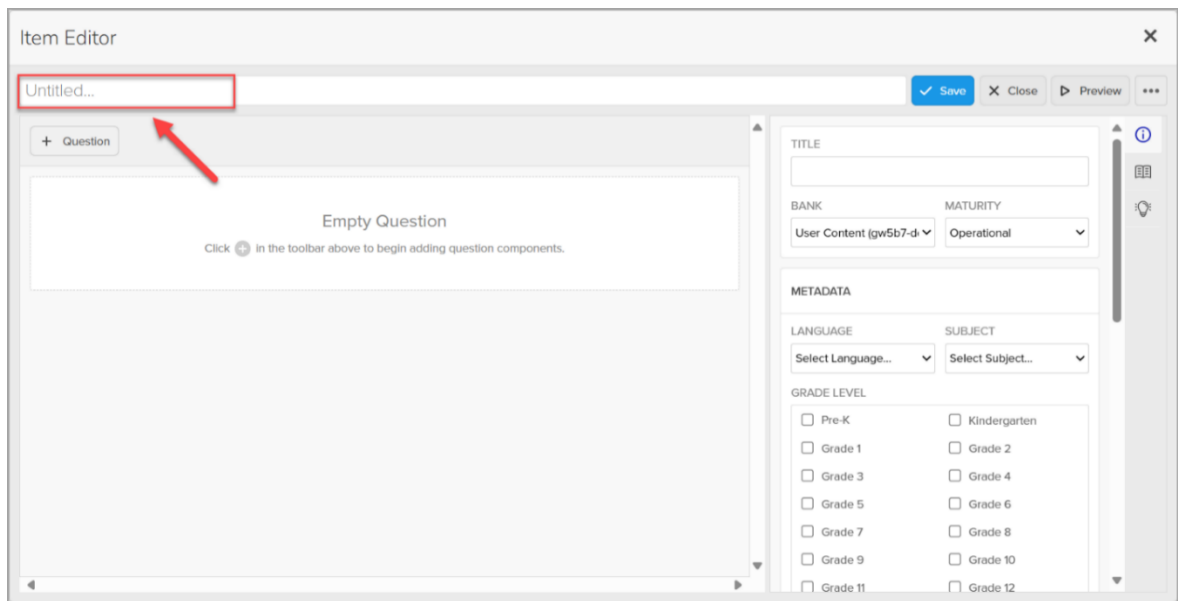 Item Editor
Untitled...
Save
Close
Preview
+ Question
Empty Question
Click + in the toolbar above to begin adding question components.
TITLE
BANK MATURITY
User Content (gw5b7-d Operational
METADATA
LANGUAGE SUBJECT
Select Language... Select Subject...
GRADE LEVEL
Pre-K Kindergarten
Grade 1 Grade 2
Grade 3 Grade 4
Grade 5 Grade 6
Grade 7 Grade 8
Grade 9 Grade 10
Grade 11 Grade 12